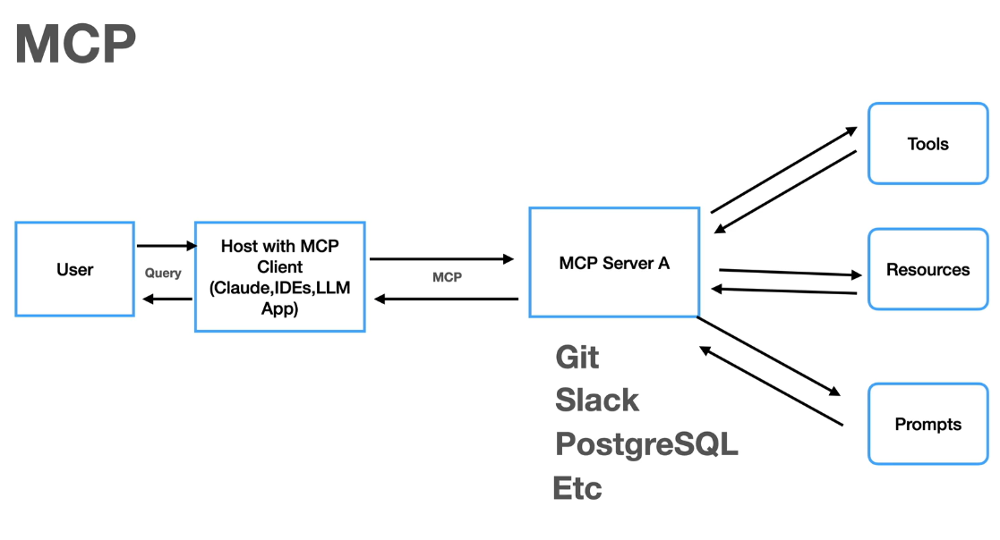 MCP
User
Query
Host with MCP
Client
(Claude,IDEs,LLM
App)
MCP
MCP Server A
Git
Slack
PostgreSQL
Etc
Tools
Resources
Prompts